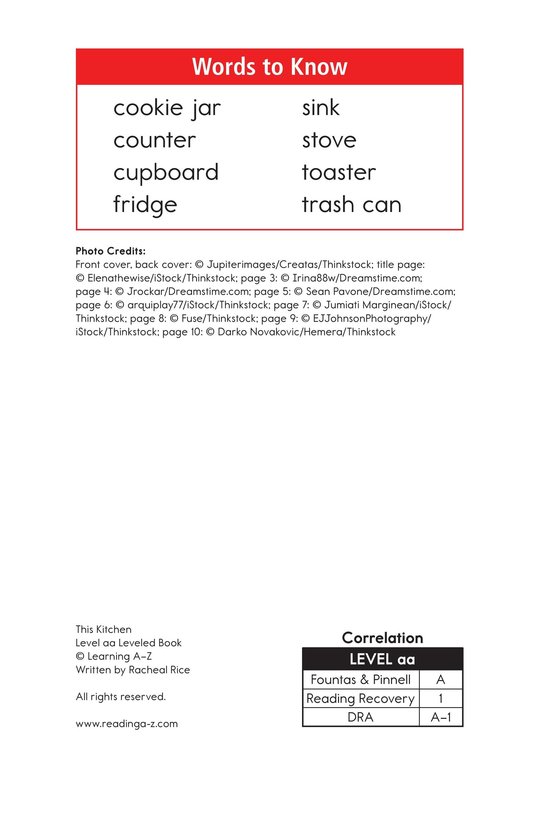 Words to Know
cookie jar sink
counter stove
cupboard toaster
fridge trash can
Photo Credits:
Front cover, back cover: © Jupiterimages/Creatas/Thinkstock; title page:
© Elenathewise/iStock/Thinkstock; page 3: © Irina88w/Dreamstime.com;
page 4: © Jrockar/Dreamstime.com; page 5: © Sean Pavone/Dreamstime.com;
page 6: © arquiplay77/iStock/Thinkstock; page 7: © Jumiati Marginean/iStock/
Thinkstock; page 8: © Fuse/Thinkstock; page 9: © EJJohnsonPhotography/
iStock/Thinkstock; page 10: © Darko Novakovic/Hemera/Thinkstock
This Kitchen
Level aa Leveled Book
© Learning A–Z
Written by Racheal Rice
All rights reserved.
www.readinga-z.com
Correlation
LEVEL aa
Fountas & Pinnell A
Reading Recovery 1
DRA A–1